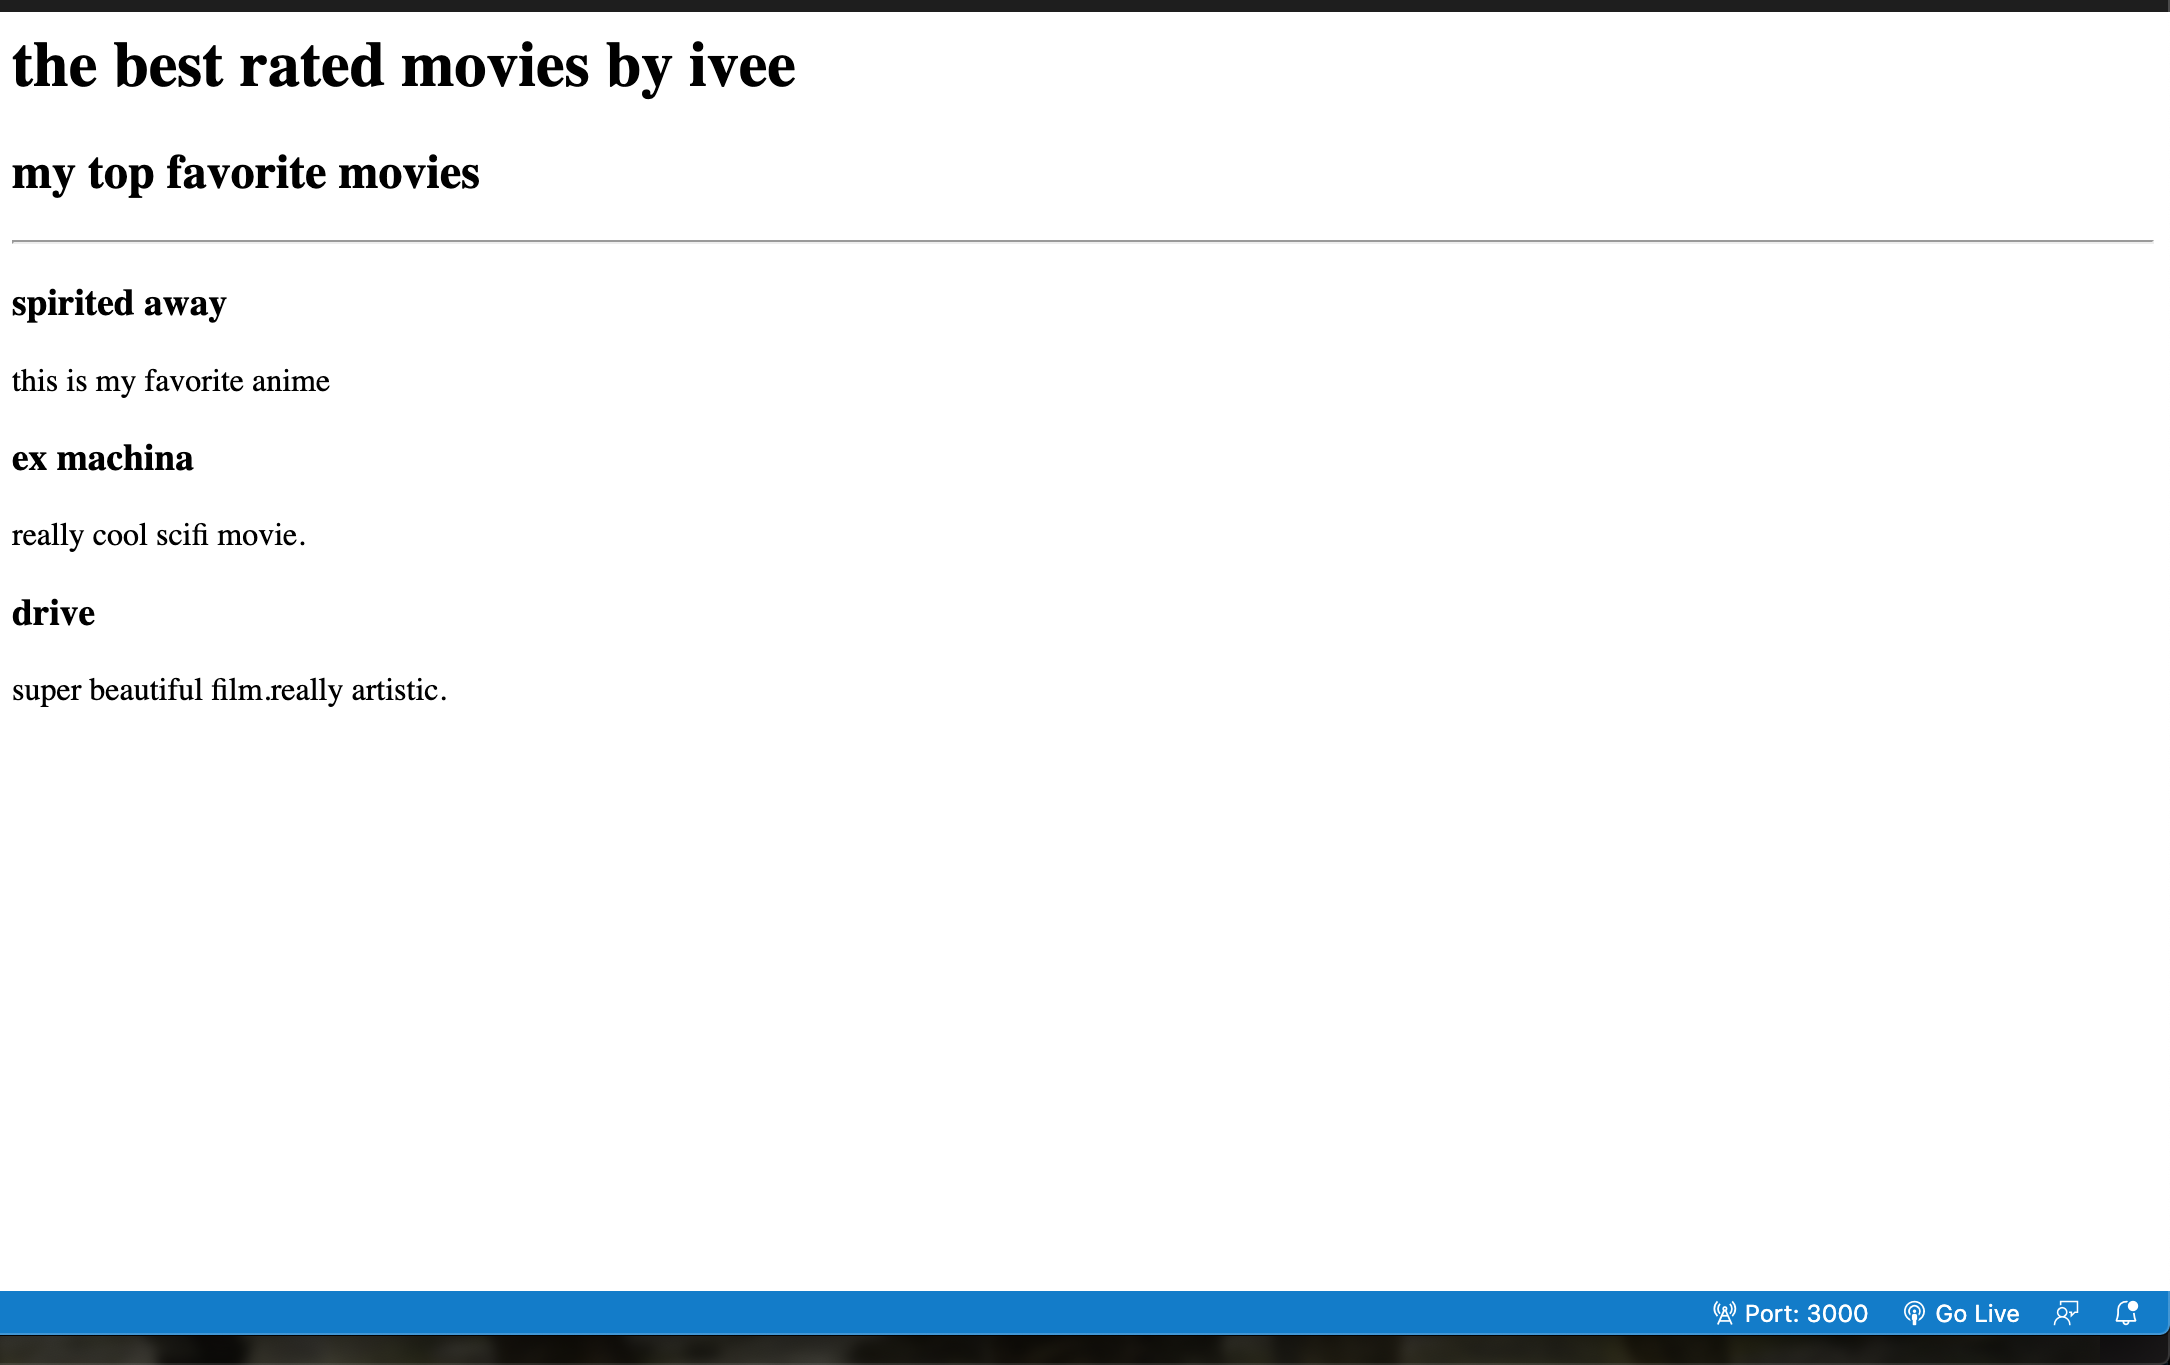 the best rated movies by ivee
my top favorite movies
spirited away
this is my favorite anime
ex machina
really cool scifi movie.
drive
super beautiful film.really artistic.
Port: 3000 Go Live